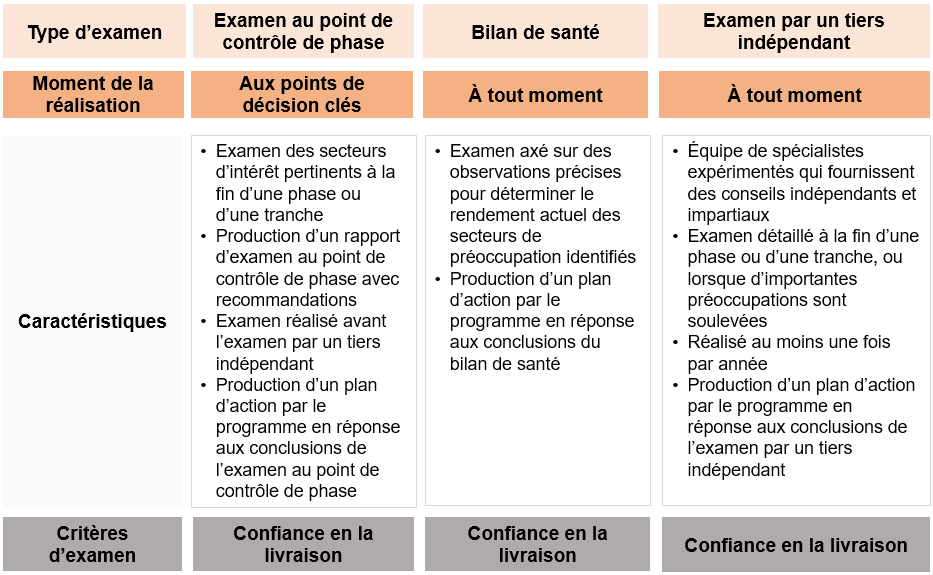 Type d’examen
Examen au point de
contrôle de phase
Bilan de santé
Examen par un tiers
indépendant
Moment de la
réalisation
Aux points de
décision clés
À tout moment
À tout moment
Caractéristiques
• Examen des secteurs
d’intérêt pertinents à la
fin d’une phase ou
d’une tranche
• Production d’un rapport
d’examen au point de
contrôle de phase avec
recommandations
• Examen réalisé avant
l’examen par un tiers
indépendant
• Production d’un plan
d’action par le
programme en réponse
aux conclusions de
l’examen au point de
contrôle de phase
• Examen axé sur des
observations précises
pour déterminer le
rendement actuel des
secteurs de
préoccupation identifiés
• Production d’un plan
d’action par le
programme en réponse
aux conclusions du
bilan de santé
• Équipe de spécialistes
expérimentés qui fournissent
des conseils indépendants et
impartiaux
• Examen détaillé à la fin d’une
phase ou d’une tranche, ou
lorsque d’importantes
préoccupations sont
soulevées
• Réalisé au moins une fois
par année
• Production d’un plan d’action
par le programme en
réponse aux conclusions de
l’examen par un tiers
indépendant
Critères
d’examen
Confiance en la
livraison
Confiance en la
livraison
Confiance en la livraison